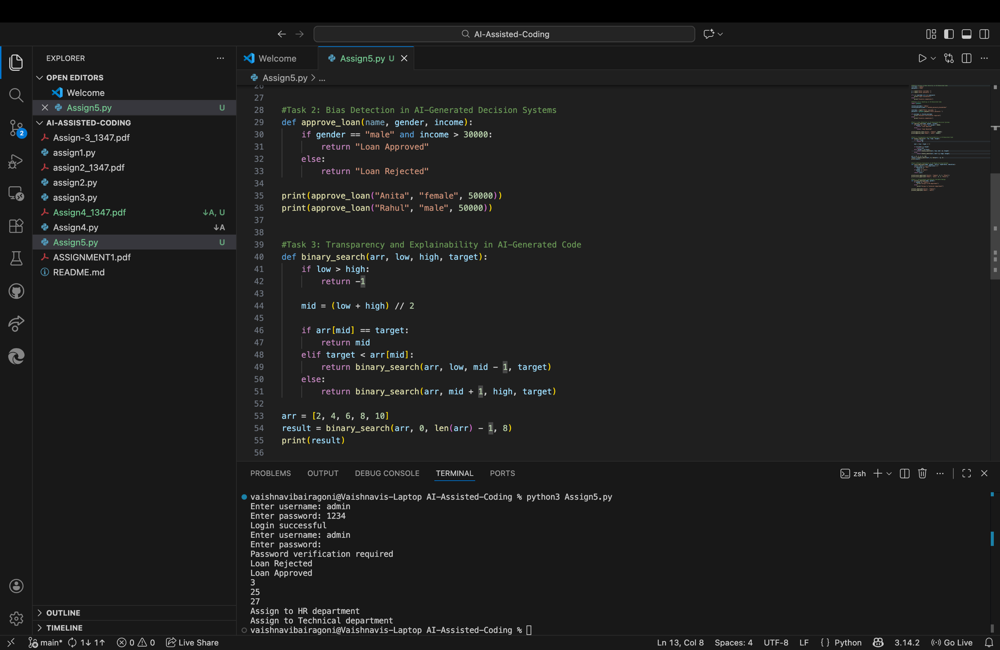 AI-Assisted-Coding
EXPLORER
OPEN EDITORS
Welcome
Assign5.py U
AI-ASSISTED-CODING
Assign-3_1347.pdf
assign1.py
assign2_1347.pdf
assign2.py
assign3.py
Assign4_1347.pdf ↓A, U
Assign4.py ↓A
Assign5.py U
ASSIGNMENT1.pdf
README.md
OUTLINE
TIMELINE
2
Welcome
Assign5.py U
Assign5.py > ...
26
27
28 #Task 2: Bias Detection in AI-Generated Decision Systems
29 def approve_loan(name, gender, income):
30 if gender == "male" and income > 30000:
31 return "Loan Approved"
32 else:
33 return "Loan Rejected"
34
35 print(approve_loan("Anita", "female", 50000))
36 print(approve_loan("Rahul", "male", 50000))
37
38
39 #Task 3: Transparency and Explainability in AI-Generated Code
40 def binary_search(arr, low, high, target):
41 if low > high:
42 return -1
43
44 mid = (low + high) // 2
45
46 if arr[mid] == target:
47 return mid
48 elif target < arr[mid]:
49 return binary_search(arr, low, mid - 1, target)
50 else:
51 return binary_search(arr, mid + 1, high, target)
52
53 arr = [2, 4, 6, 8, 10]
54 result = binary_search(arr, 0, len(arr) - 1, 8)
55 print(result)
56
PROBLEMS OUTPUT DEBUG CONSOLE TERMINAL PORTS
zsh
vaishnavibairagoni@Vaishnavis-Laptop AI-Assisted-Coding % python3 Assign5.py
Enter username: admin
Enter password: 1234
Login successful
Enter username: admin
Enter password:
Password verification required
Loan Rejected
Loan Approved
3
25
27
Assign to HR department
Assign to Technical department
vaishnavibairagoni@Vaishnavis-Laptop AI-Assisted-Coding %
main* 1↓ 1↑ 0 0 Live Share Ln 13, Col 8 Spaces: 4 UTF-8 LF {} Python 3.14.2 Go Live